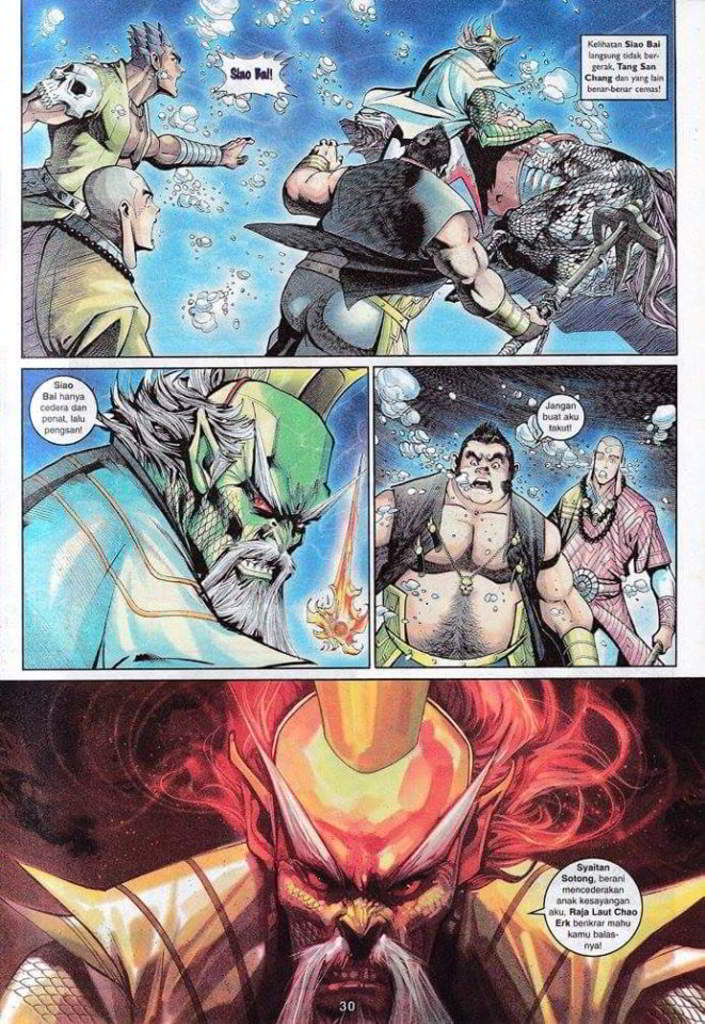 Siao Bai!
Kelihatan Siao Bai
langsung tidak ber-
gerak, Tang San
Chang dan yang lain
benar-benar cemas!
Siao
Bai hanya
cedera dan
penat, lalu
pengsan!
Jangan
buat aku
takut!
Syaitan
Sotong, berani
mencederakan
anak kesayangan
aku, Raja Laut Chao
Erk berikrar mahu
kamu balas-
nya!
30